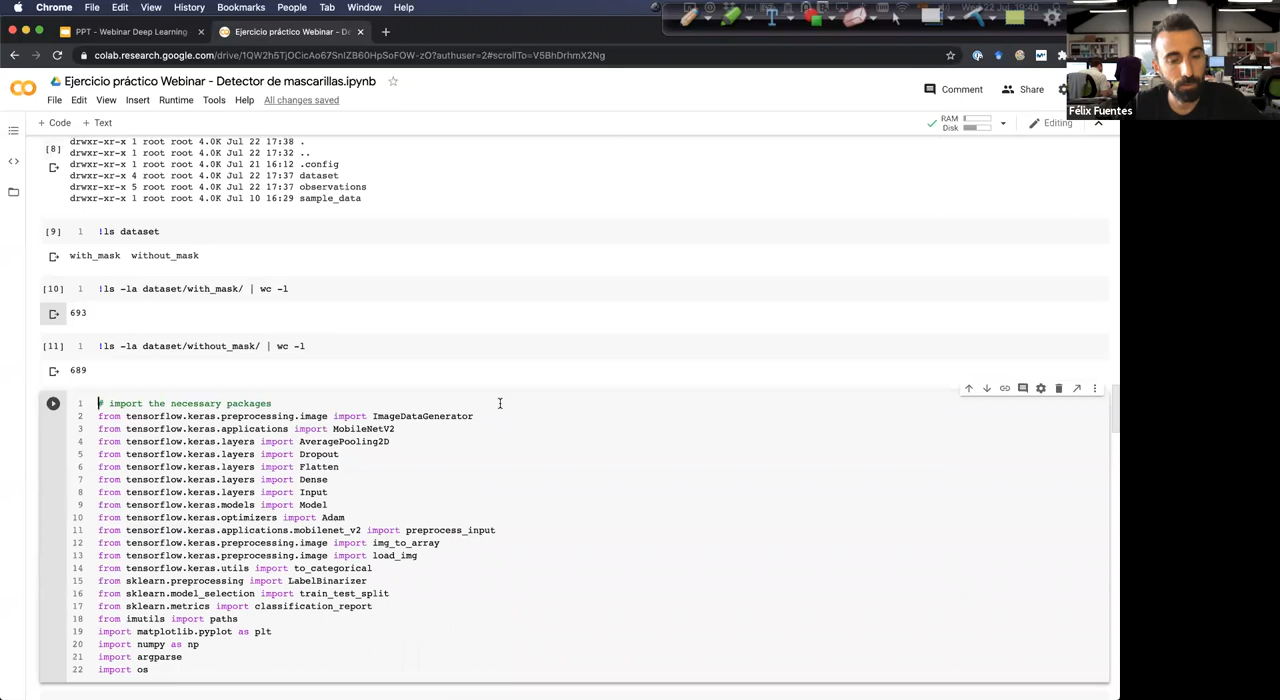 Chrome File Edit View History Bookmarks People Tab Window Help
Wed 22 Jul 19:40
PPT - Webinar Deep Learning
Ejercicio práctico Webinar - De
colab.research.google.com/drive/1QW2h5TjOCicAo67SnIZB60HpSoFOW-zO?authuser=2#scrollTo=V5BhDrhmX2Ng
Ejercicio práctico Webinar - Detector de mascarillas.ipynb
Comment
Share
File Edit View Insert Runtime Tools Help All changes saved
Félix Fuentes
+ Code + Text
RAM
Disk
Editing
[8]
drwxr-xr-x 1 root root 4.0K Jul 22 17:38 .
drwxr-xr-x 1 root root 4.0K Jul 22 17:32 ..
drwxr-xr-x 1 root root 4.0K Jul 21 16:12 .config
drwxr-xr-x 4 root root 4.0K Jul 22 17:37 dataset
drwxr-xr-x 5 root root 4.0K Jul 22 17:37 observations
drwxr-xr-x 1 root root 4.0K Jul 10 16:29 sample_data
[9] 1 !ls dataset
with_mask without_mask
[10] 1 !ls -la dataset/with_mask/ | wc -l
693
[11] 1 !ls -la dataset/without_mask/ | wc -l
689
1 # import the necessary packages
2 from tensorflow.keras.preprocessing.image import ImageDataGenerator
3 from tensorflow.keras.applications import MobileNetV2
4 from tensorflow.keras.layers import AveragePooling2D
5 from tensorflow.keras.layers import Dropout
6 from tensorflow.keras.layers import Flatten
7 from tensorflow.keras.layers import Dense
8 from tensorflow.keras.layers import Input
9 from tensorflow.keras.models import Model
10 from tensorflow.keras.optimizers import Adam
11 from tensorflow.keras.applications.mobilenet_v2 import preprocess_input
12 from tensorflow.keras.preprocessing.image import img_to_array
13 from tensorflow.keras.preprocessing.image import load_img
14 from tensorflow.keras.utils import to_categorical
15 from sklearn.preprocessing import LabelBinarizer
16 from sklearn.model_selection import train_test_split
17 from sklearn.metrics import classification_report
18 from imutils import paths
19 import matplotlib.pyplot as plt
20 import numpy as np
21 import argparse
22 import os